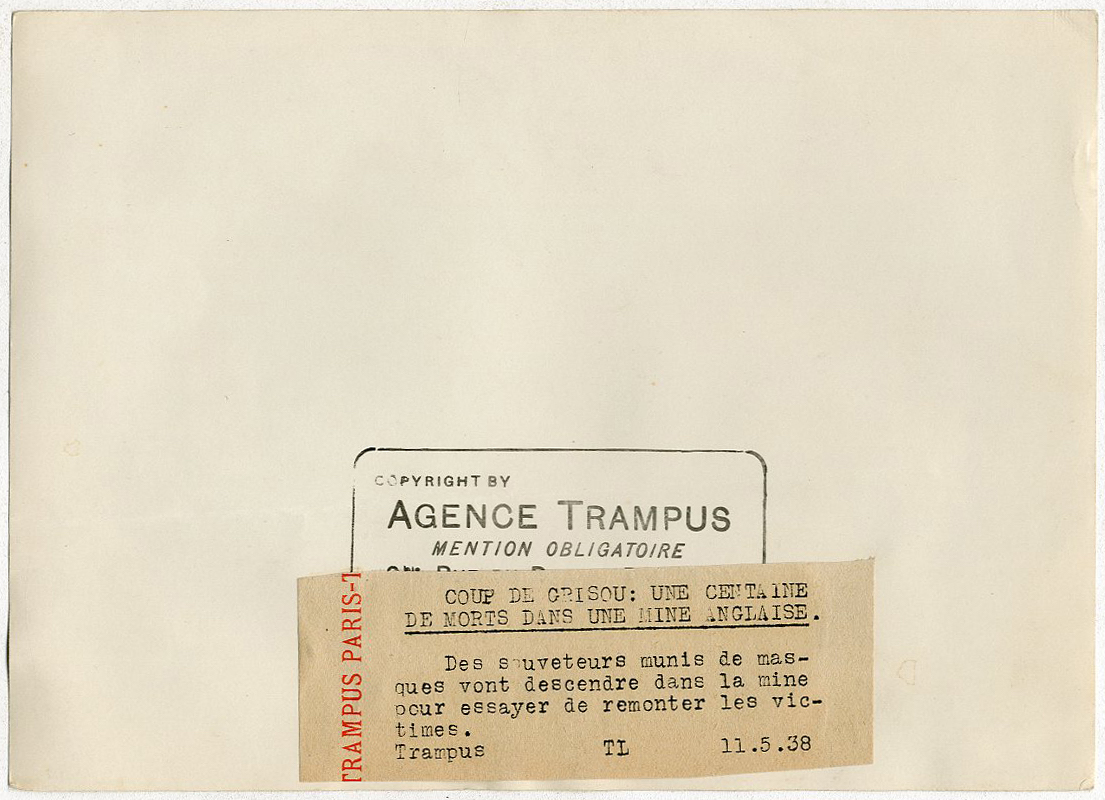 COPYRIGHT BY
AGENCE TRAMPUS
MENTION OBLIGATOIRE
TRAMPUS PARIS-T
COUP DE GRISOU: UNE CENTAINE
DE MORTS DANS UNE MINE ANGLAISE.
Des sauveteurs munis de mas-
ques vont descendre dans la mine
pour essayer de remonter les vic-
times.
Trampus TL 11.5.38